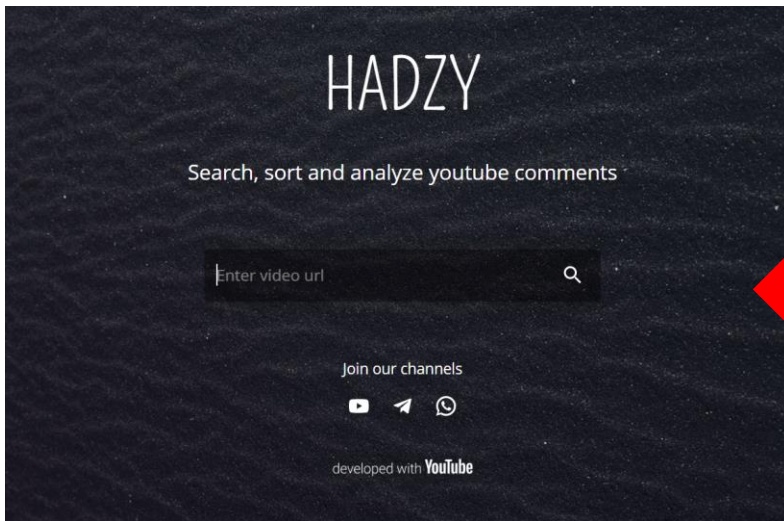 HADZY
Search, sort and analyze youtube comments
Enter video url
Join our channels
developed with YouTube